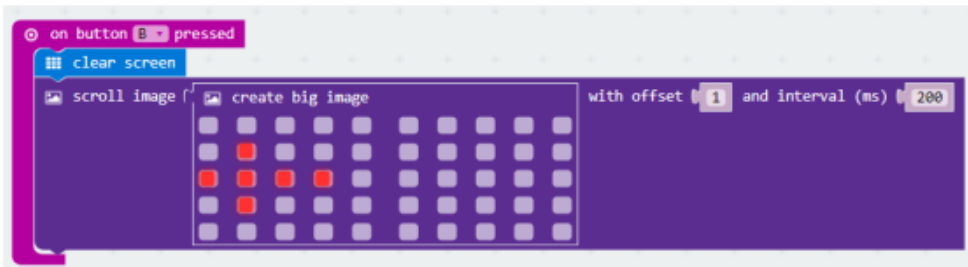 on button B pressed
clear screen
scroll image create big image with offset 1 and interval (ms) 200